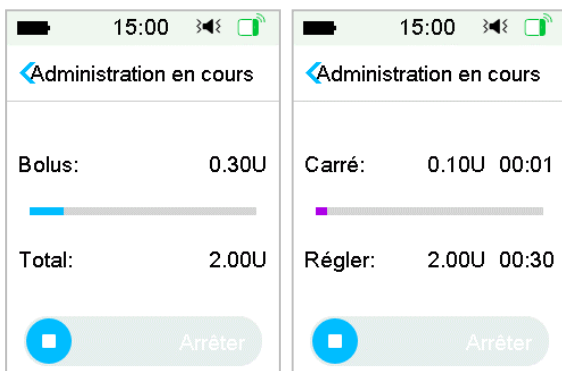 15:00
Administration en cours
Bolus: 0.30U
Total: 2.00U
Arrêter
15:00
Administration en cours
Carré: 0.10U 00:01
Régler: 2.00U 00:30
Arrêter